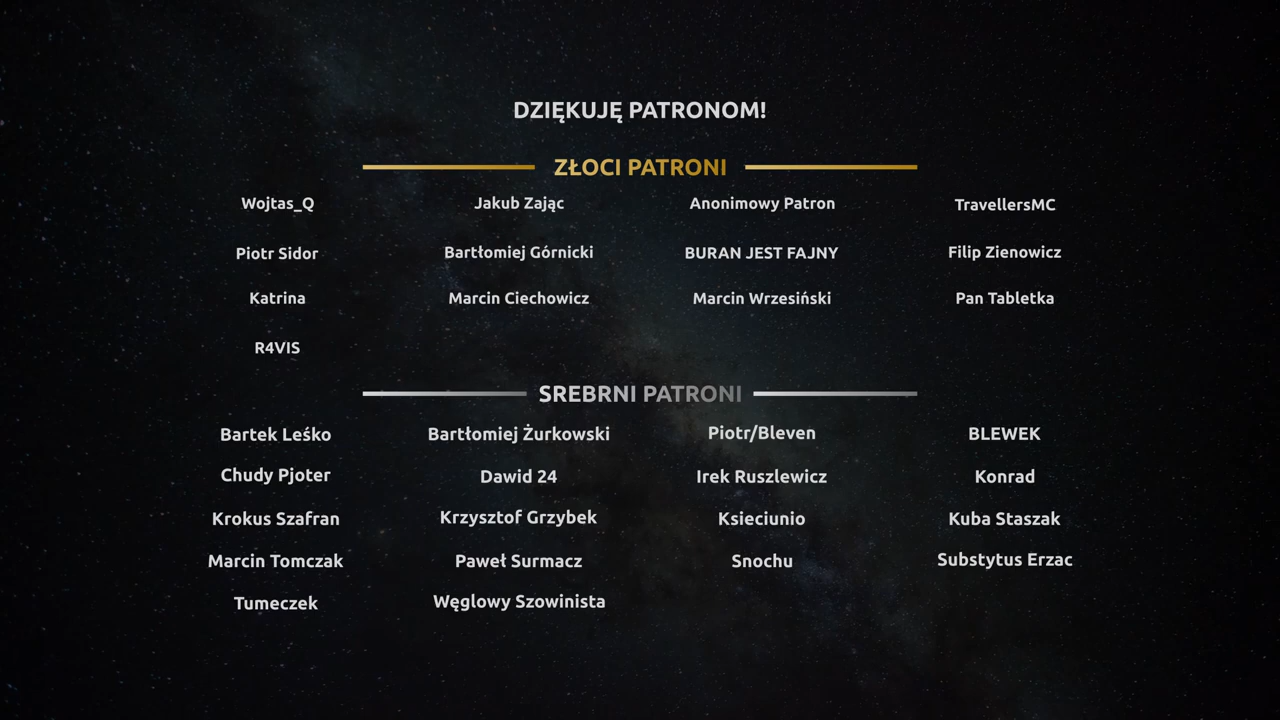 DZIĘKUJĘ PATRONOM!
ZŁOCI PATRONI
Wojtas_Q Jakub Zając Anonimowy Patron TravellersMC
Piotr Sidor Bartłomiej Górnicki BURAN JEST FAJNY Filip Zienowicz
Katrina Marcin Ciechowicz Marcin Wrzesiński Pan Tabletka
R4VIS
SREBRNI PATRONI
Bartek Leśko Bartłomiej Żurkowski Piotr/Bleven BLEWEK
Chudy Pjoter Dawid 24 Irek Ruszlewicz Konrad
Krokus Szafran Krzysztof Grzybek Ksieciunio Kuba Staszak
Marcin Tomczak Paweł Surmacz Snochu Substytus Erzac
Tumeczek Węglowy Szowinista